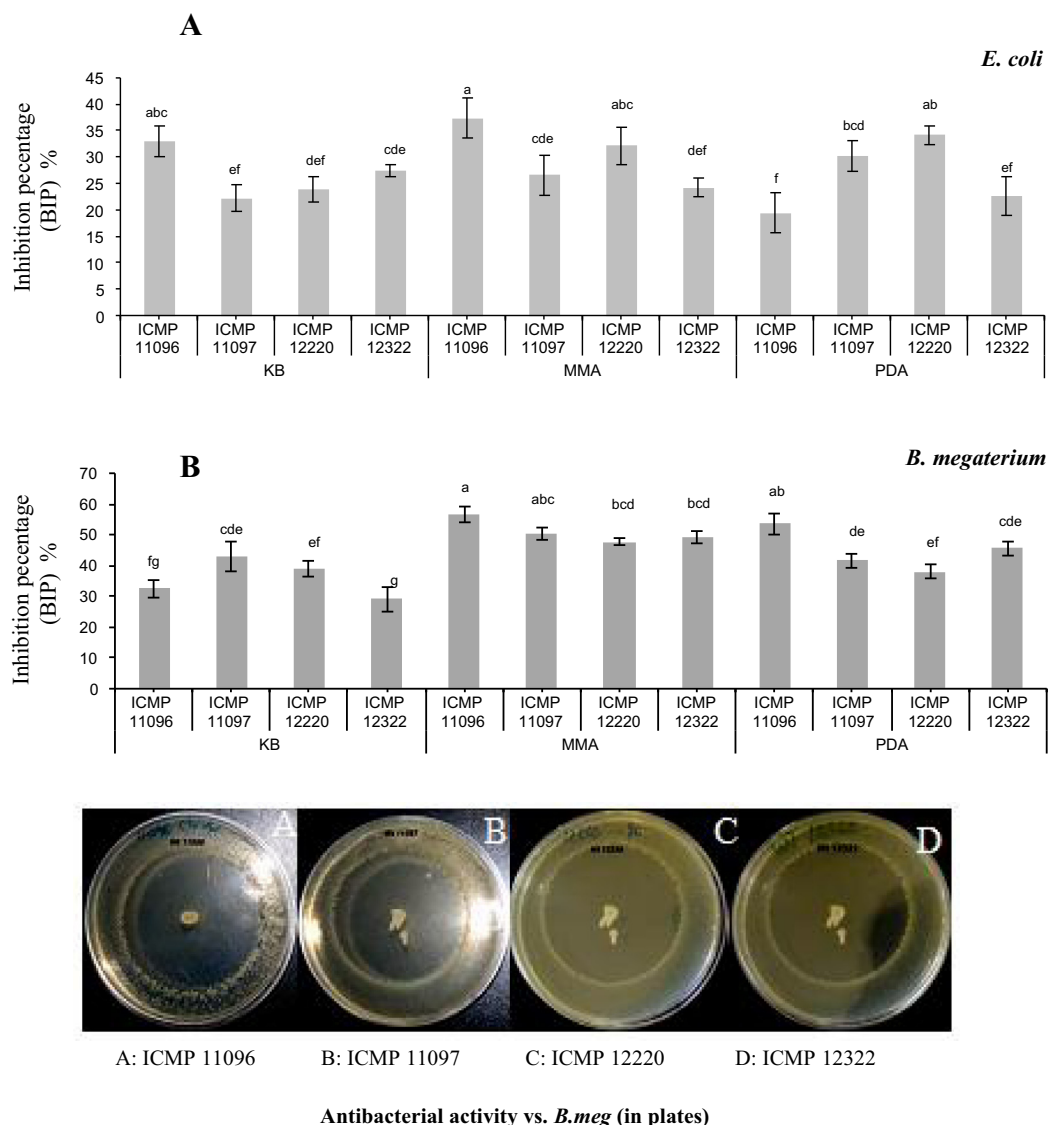 A
E. coli
Inhibition pecentage
(BIP) %
45
40
35
30
25
20
15
10
5
0
abc
ef
def
cde
a
cde
abc
def
f
bcd
ab
ef
ICMP ICMP ICMP ICMP ICMP ICMP ICMP ICMP ICMP ICMP ICMP ICMP
11096 11097 12220 12322 11096 11097 12220 12322 11096 11097 12220 12322
KB MMA PDA
B
B. megaterium
Inhibition pecentage
(BIP) %
70
60
50
40
30
20
10
0
fg
cde
ef
g
a
abc
bcd
bcd
ab
de
ef
cde
ICMP ICMP ICMP ICMP ICMP ICMP ICMP ICMP ICMP ICMP ICMP ICMP
11096 11097 12220 12322 11096 11097 12220 12322 11096 11097 12220 12322
KB MMA PDA
A B C D
A: ICMP 11096 B: ICMP 11097 C: ICMP 12220 D: ICMP 12322
Antibacterial activity vs. B.meg (in plates)